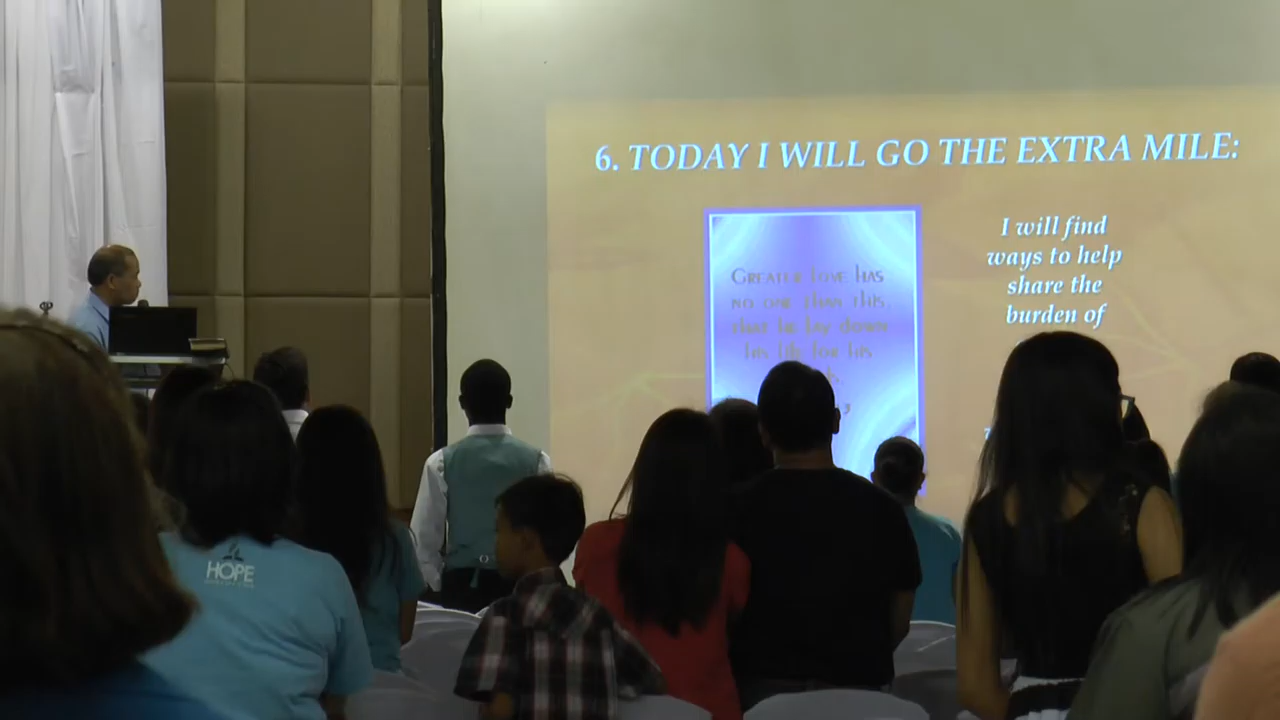 6. TODAY I WILL GO THE EXTRA MILE:
GREATER LOVE HAS
NO ONE THAN THIS,
THAT HE LAY DOWN
HIS LIFE FOR HIS
3
I will find
ways to help
share the
burden of
HOPE